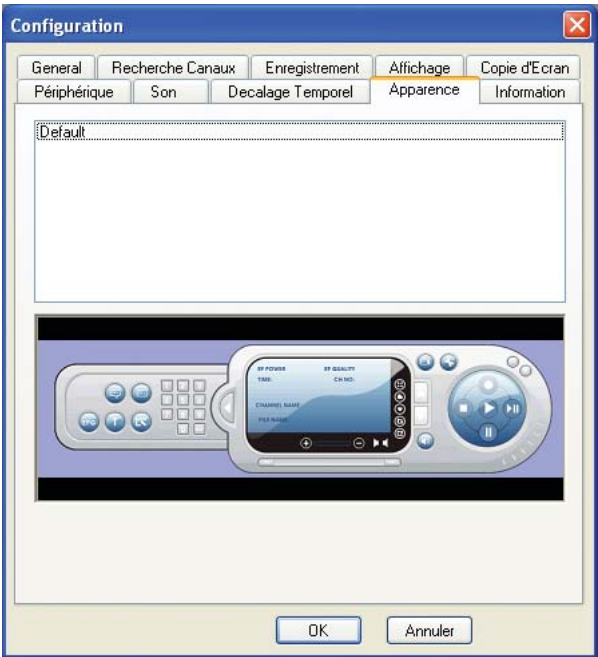 Configuration
General Recherche Canaux Enregistrement Affichage Copie d'Ecran
Périphérique Son Decalage Temporel Apparence Information
Default
RF POWER RF QUALITY
TIME: CH NO:
CHANNEL NAME
FILE NAME:
EPG T
OK Annuler